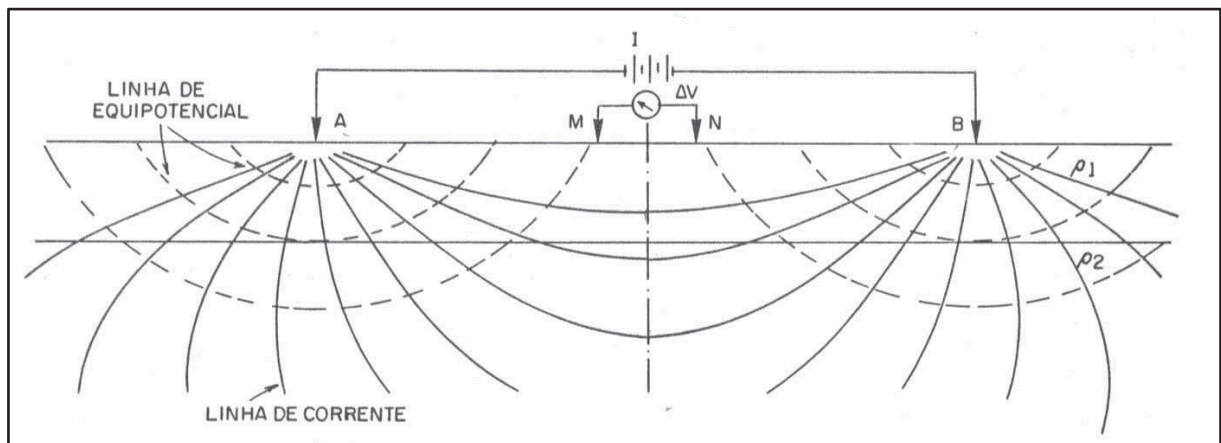 I
ΔV
LINHA DE
EQUIPOTENCIAL
A
M
N
B
ρ1
ρ2
LINHA DE CORRENTE